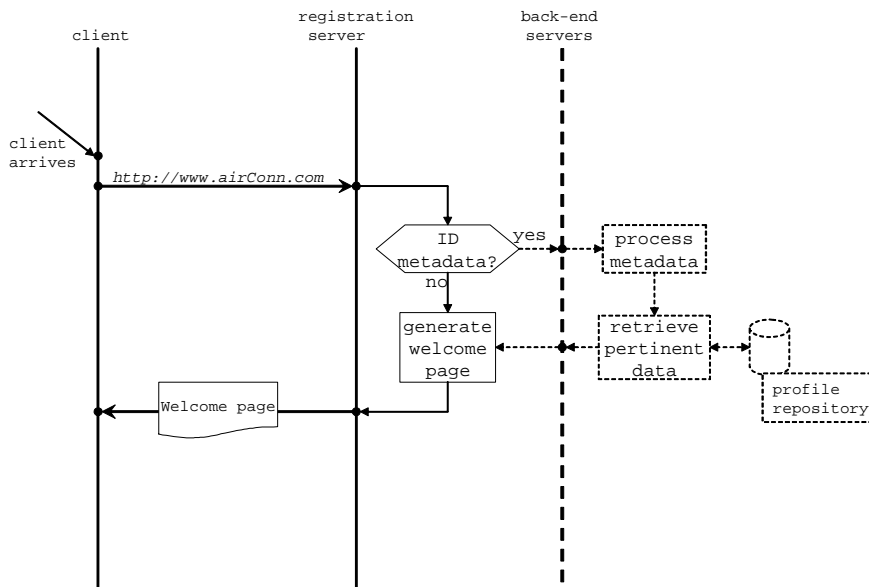 client
registration
server
back-end
servers
client
arrives
http://www.airConn.com
ID
metadata?
yes
no
process
metadata
generate
welcome
page
retrieve
pertinent
data
profile
repository
Welcome page